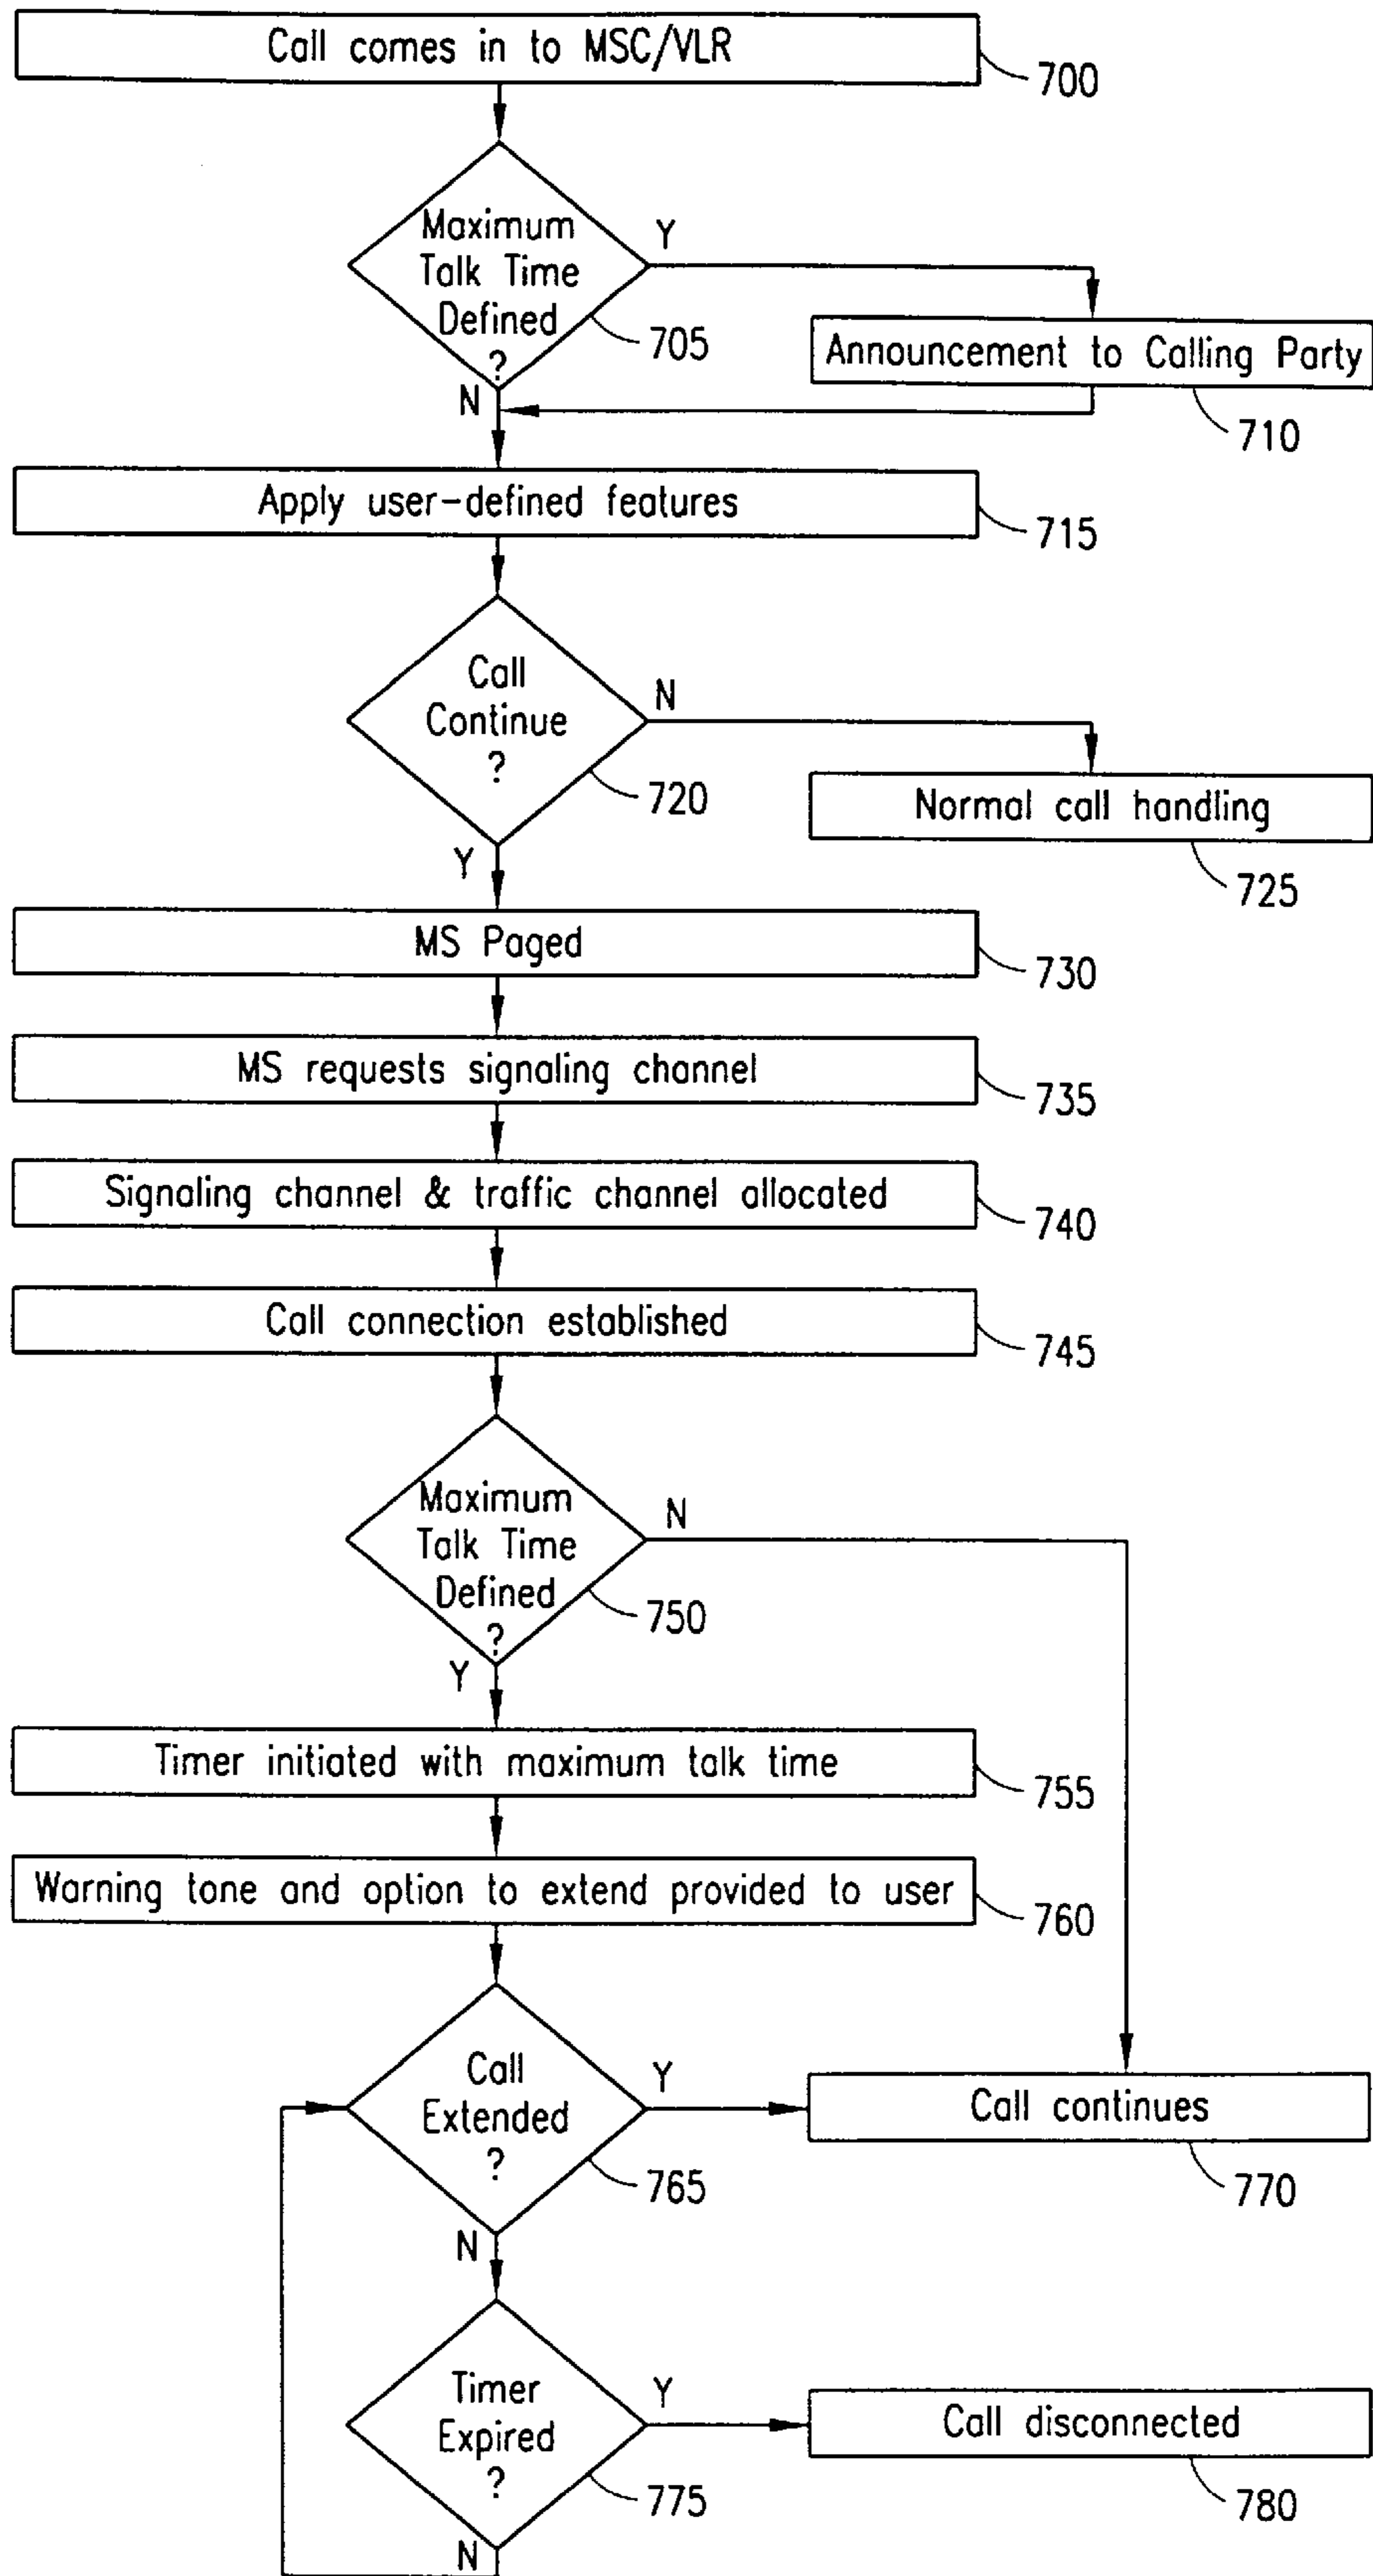 Call comes in to MSC/VLR
700
Maximum
Talk Time
Defined
?
705
Y
N
Announcement to Calling Party
710
Apply user-defined features
715
Call
Continue
?
720
N
Y
Normal call handling
725
MS Paged
730
MS requests signaling channel
735
Signaling channel & traffic channel allocated
740
Call connection established
745
Maximum
Talk Time
Defined
?
750
N
Y
Timer initiated with maximum talk time
755
Warning tone and option to extend provided to user
760
Call
Extended
?
765
Y
N
Call continues
770
Timer
Expired
?
775
Y
N
Call disconnected
780